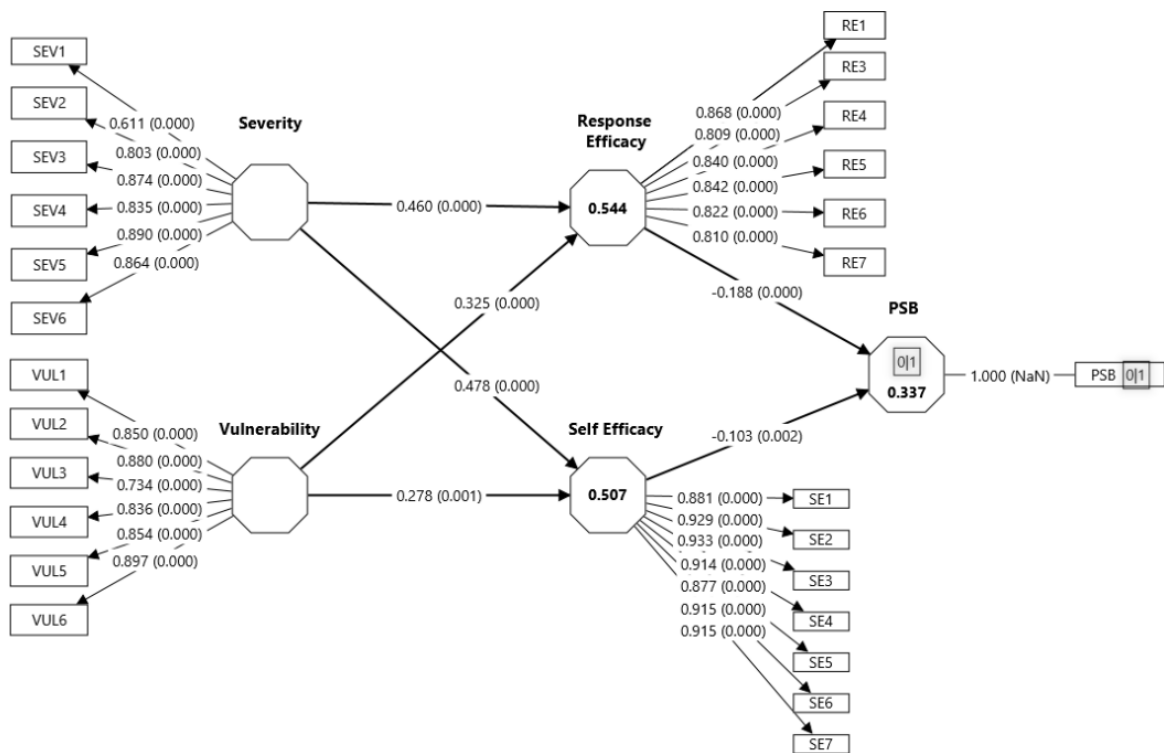 SEV1
SEV2
SEV3
SEV4
SEV5
SEV6
0.611 (0.000)
0.803 (0.000)
0.874 (0.000)
0.835 (0.000)
0.890 (0.000)
0.864 (0.000)
Severity
VUL1
VUL2
VUL3
VUL4
VUL5
VUL6
0.850 (0.000)
0.880 (0.000)
0.734 (0.000)
0.836 (0.000)
0.854 (0.000)
0.897 (0.000)
Vulnerability
0.460 (0.000)
0.325 (0.000)
0.478 (0.000)
0.278 (0.001)
Response
Efficacy
0.544
0.868 (0.000)
0.809 (0.000)
0.840 (0.000)
0.842 (0.000)
0.822 (0.000)
0.810 (0.000)
RE1
RE3
RE4
RE5
RE6
RE7
Self Efficacy
0.507
0.881 (0.000)
0.929 (0.000)
0.933 (0.000)
0.914 (0.000)
0.877 (0.000)
0.915 (0.000)
0.915 (0.000)
SE1
SE2
SE3
SE4
SE5
SE6
SE7
-0.188 (0.000)
-0.103 (0.002)
PSB
0|1
0.337
1.000 (NaN)
PSB 0|1